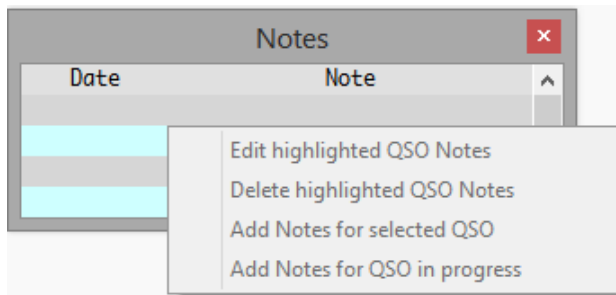 Notes
Date Note
Edit highlighted QSO Notes
Delete highlighted QSO Notes
Add Notes for selected QSO
Add Notes for QSO in progress